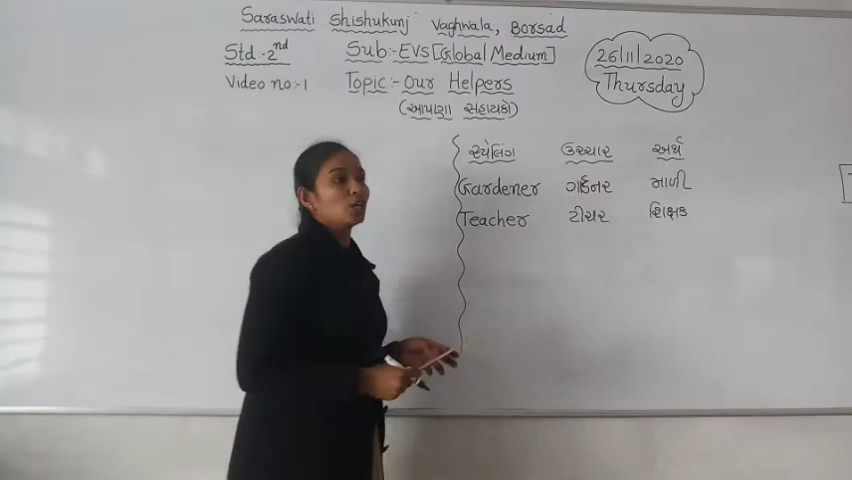 Saraswati Shishukunj Vaghwala, Borsad
Std:-2nd Sub:-EVS [Global Medium] 26/11/2020
Video no:-1 Topic:-Our Helpers Thursday
(આપણા સહાયકો)
સ્પેલિંગ ઉચ્ચાર અર્થ
Gardener ગાર્ડનર માળી
Teacher ટીચર શિક્ષક